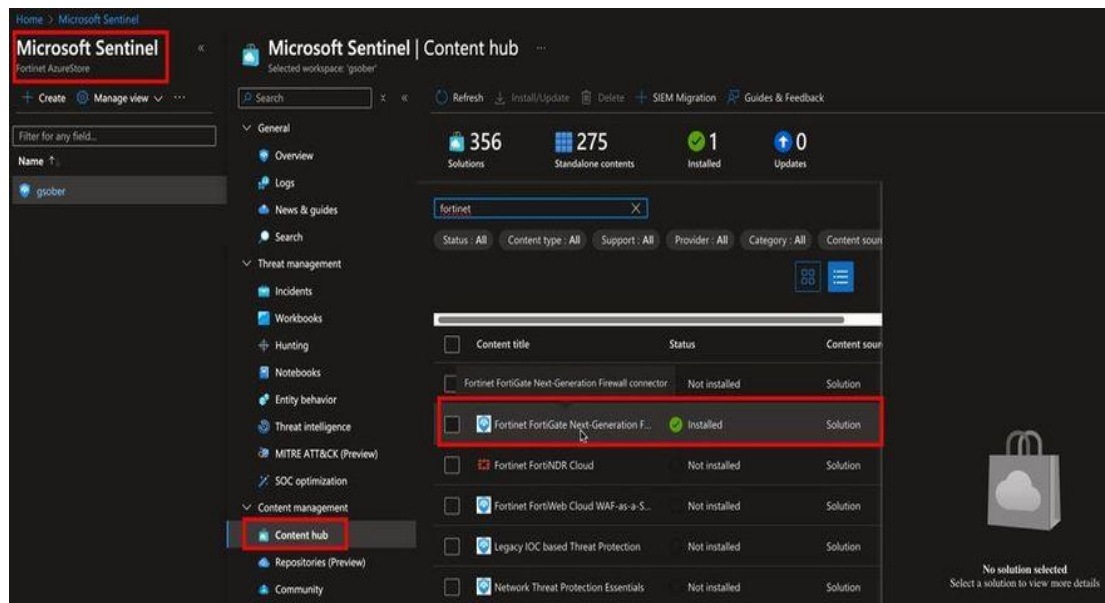 Home > Microsoft Sentinel
Microsoft Sentinel «
Fortinet AzureStore
+ Create Manage view ···
Filter for any field...
Name ↑
gsober
Microsoft Sentinel | Content hub ···
Selected workspace: 'gsober'
Search «
General
Overview
Logs
News & guides
Search
Threat management
Incidents
Workbooks
Hunting
Notebooks
Entity behavior
Threat intelligence
MITRE ATT&CK (Preview)
SOC optimization
Content management
Content hub
Repositories (Preview)
Community
Refresh Install/Update Delete + SIEM Migration Guides & Feedback
356 275 1 0
Solutions Standalone contents Installed Updates
fortinet
Status : All Content type : All Support : All Provider : All Category : All Content sour
Content title Status Content sour
Fortinet FortiGate Next-Generation Firewall connector Not installed Solution
Fortinet FortiGate Next-Generation F... Installed Solution
Fortinet FortiNDR Cloud Not installed Solution
Fortinet FortiWeb Cloud WAF-as-a-S... Not installed Solution
Legacy IOC based Threat Protection Not installed Solution
Network Threat Protection Essentials Not installed Solution
No solution selected
Select a solution to view more details